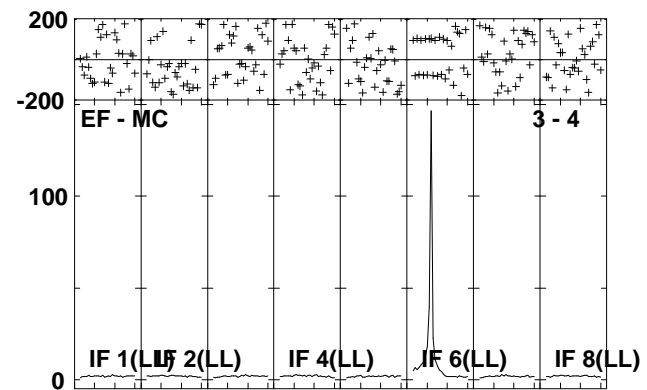 200
-200
EF - MC 3 - 4
100
IF 1(LL) IF 2(LL) IF 4(LL) IF 6(LL) IF 8(LL)
0